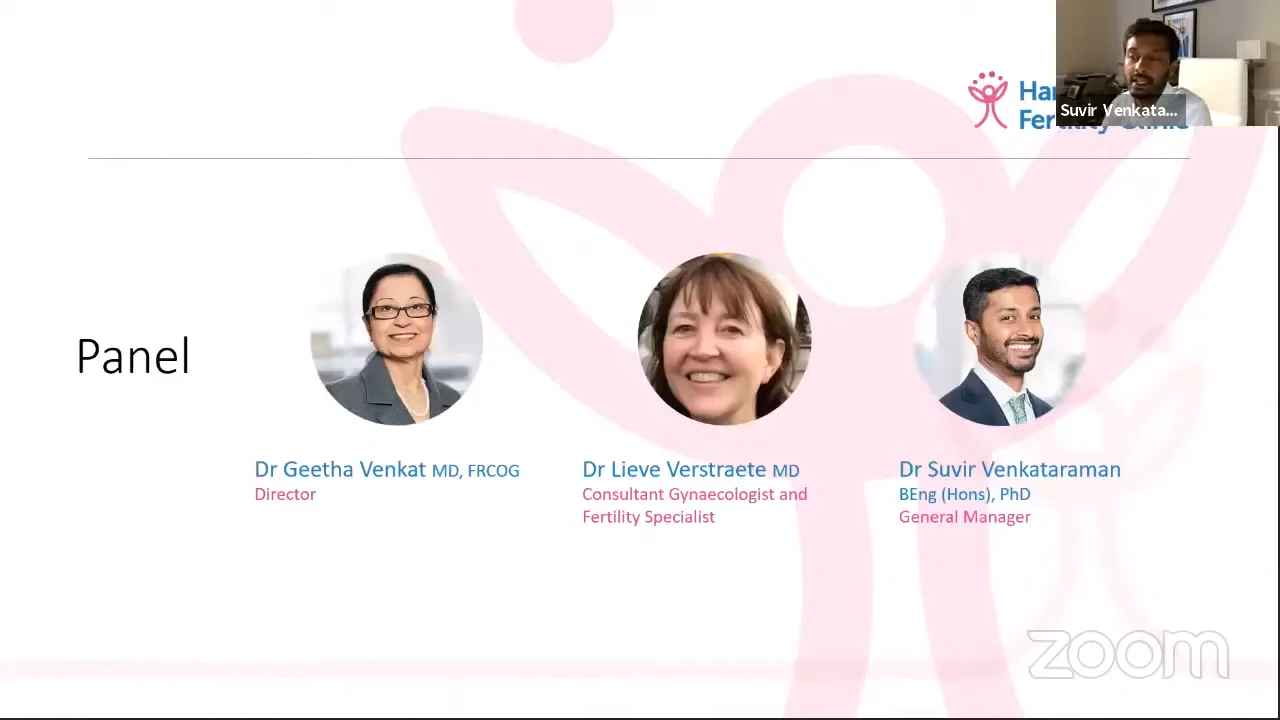 Suvir Venkata...
Panel
Dr Geetha Venkat MD, FRCOG
Director
Dr Lieve Verstraete MD
Consultant Gynaecologist and
Fertility Specialist
Dr Suvir Venkataraman
BEng (Hons), PhD
General Manager
zoom